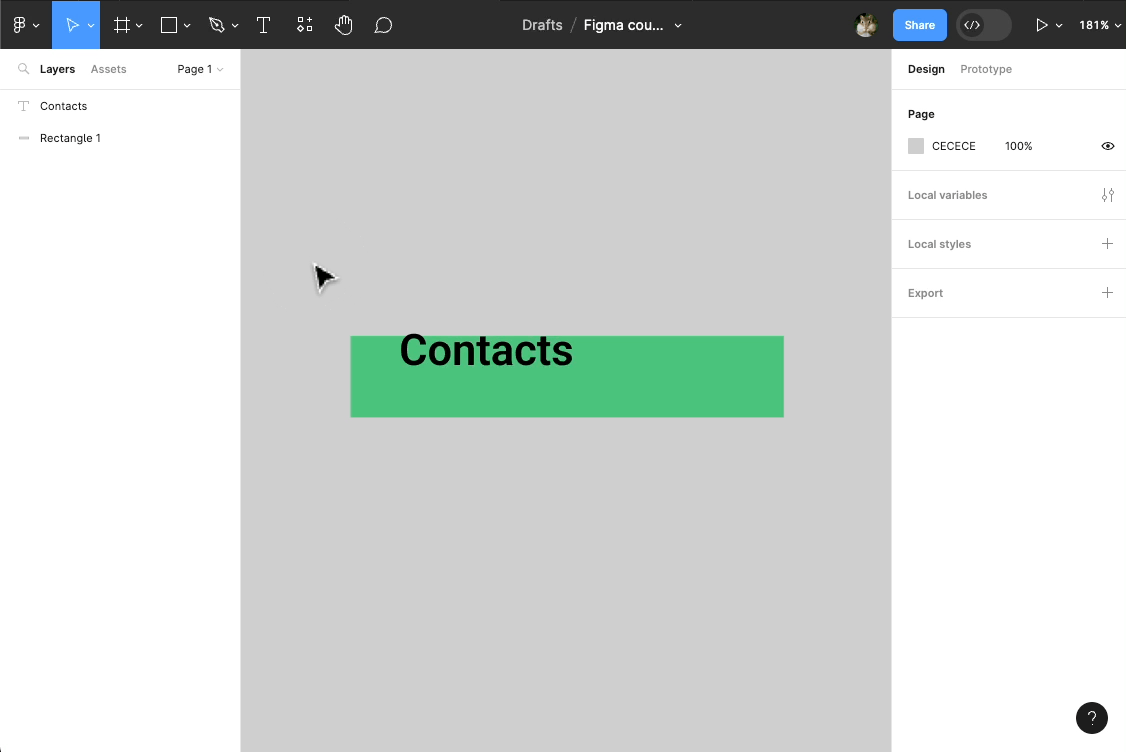 Drafts / Figma cou...
Share
181%
Layers
Assets
Page 1
Contacts
Rectangle 1
Contacts
Design
Prototype
Page
CECECE
100%
Local variables
Local styles
Export
?